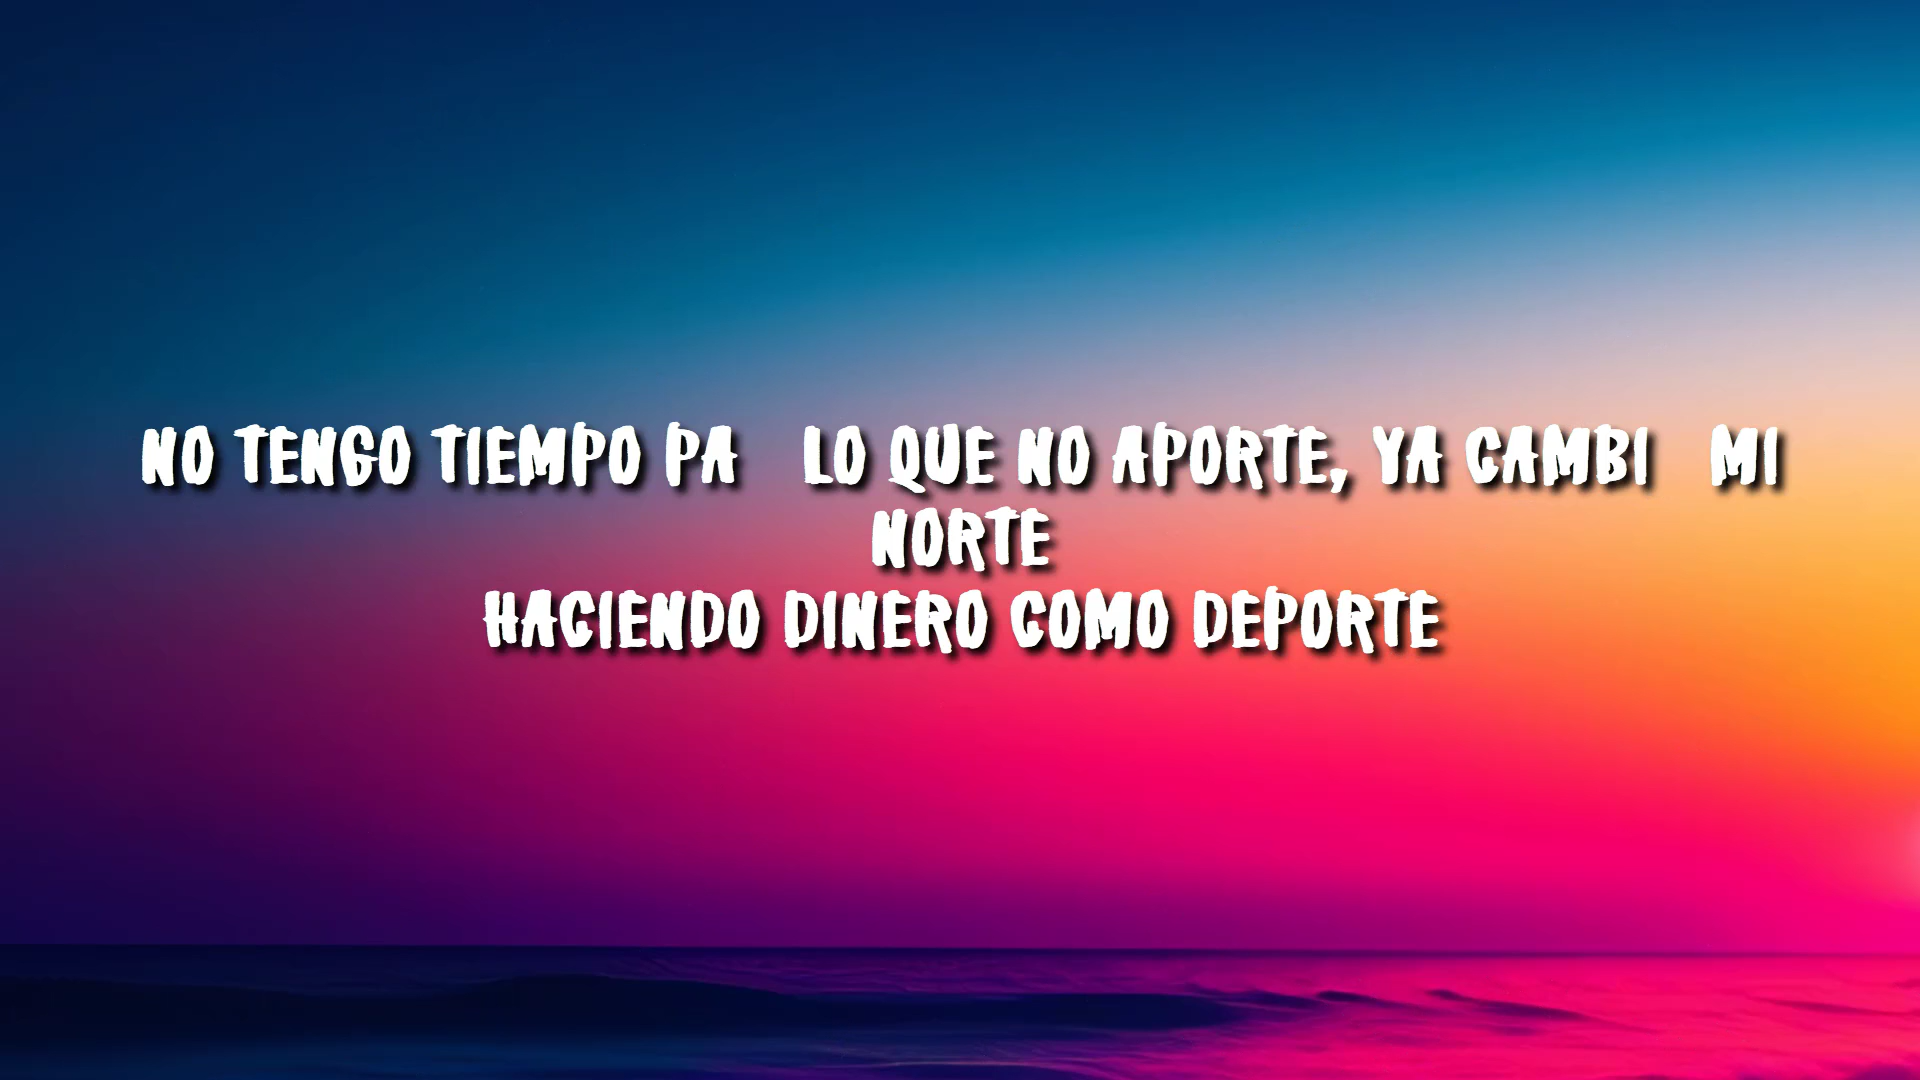 NO TENGO TIEMPO PA LO QUE NO APORTE, YA CAMBI MI
NORTE
HACIENDO DINERO COMO DEPORTE